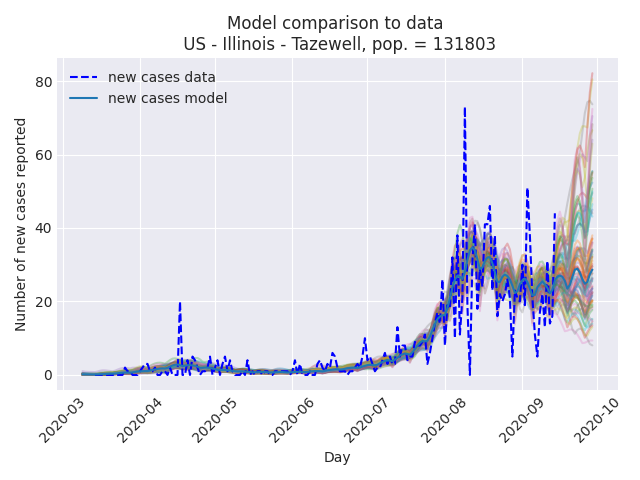 Model comparison to data
US - Illinois - Tazewell, pop. = 131803
new cases data
new cases model
Number of new cases reported
80
60
40
20
0
2020-03
2020-04
2020-05
2020-06
2020-07
2020-08
2020-09
2020-10
Day